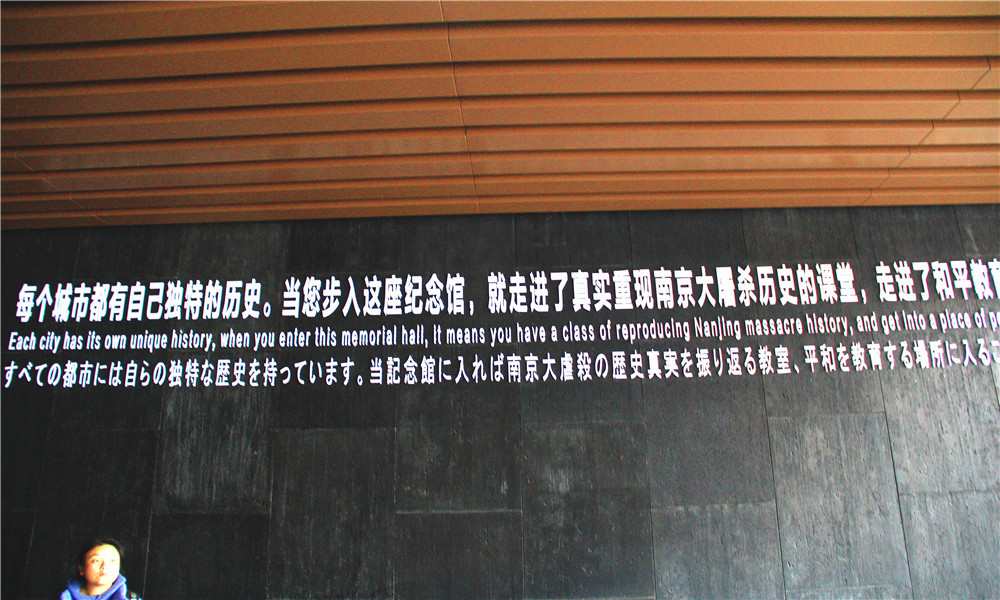 每个城市都有自己独特的历史。当您步入这座纪念馆，就走进了真实重现南京大屠杀历史的课堂，走进了和平教育
Each city has its own unique history, when you enter this memorial hall, it means you have a class of reproducing Nanjing massacre history, and get into a place of
すべての都市には自らの独特な歴史を持っています。当記念館に入れば南京大虐殺の歴史真実を振り返る教室、平和を教育する場所に入る